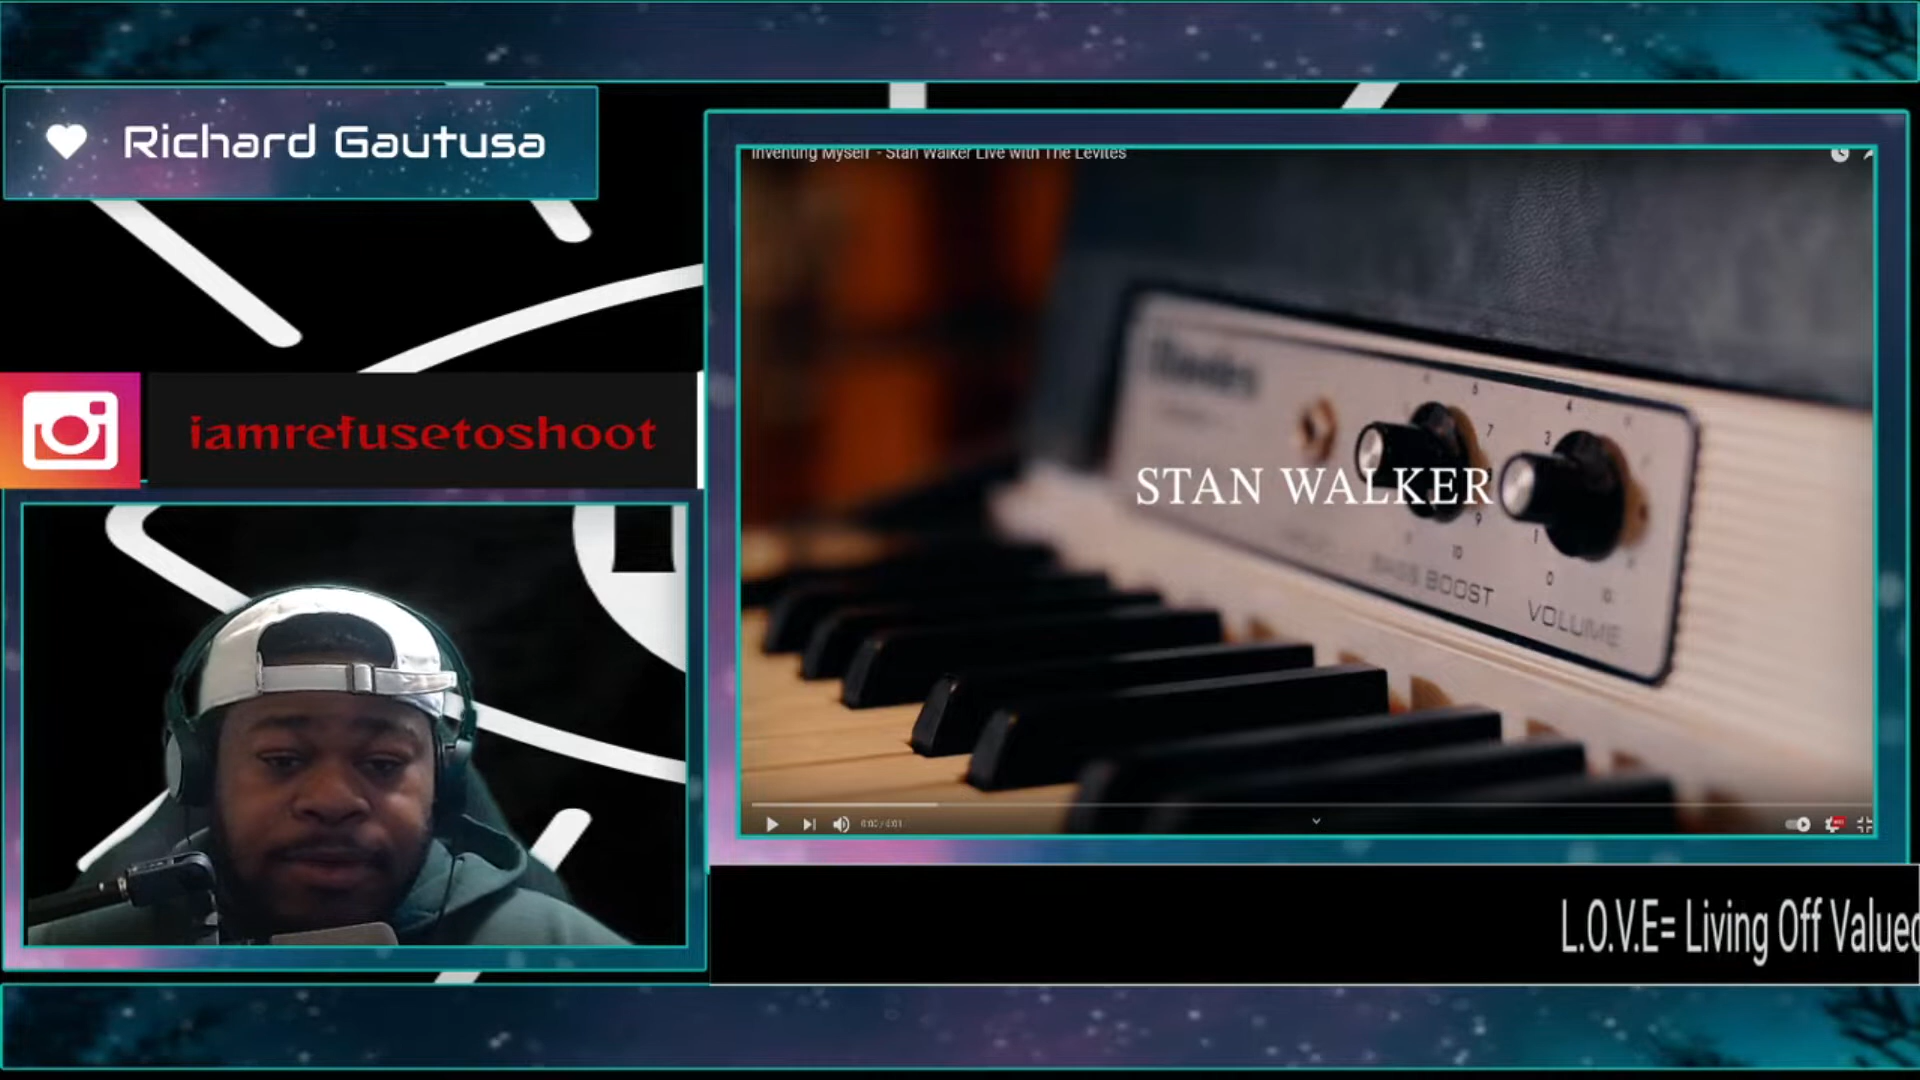 Richard Gautusa
Inventing Myself - Stan Walker Live with The Levites
iamrefusetoshoot
STAN WALKER
BASS BOOST
VOLUME
L.O.V.E= Living Off Valued